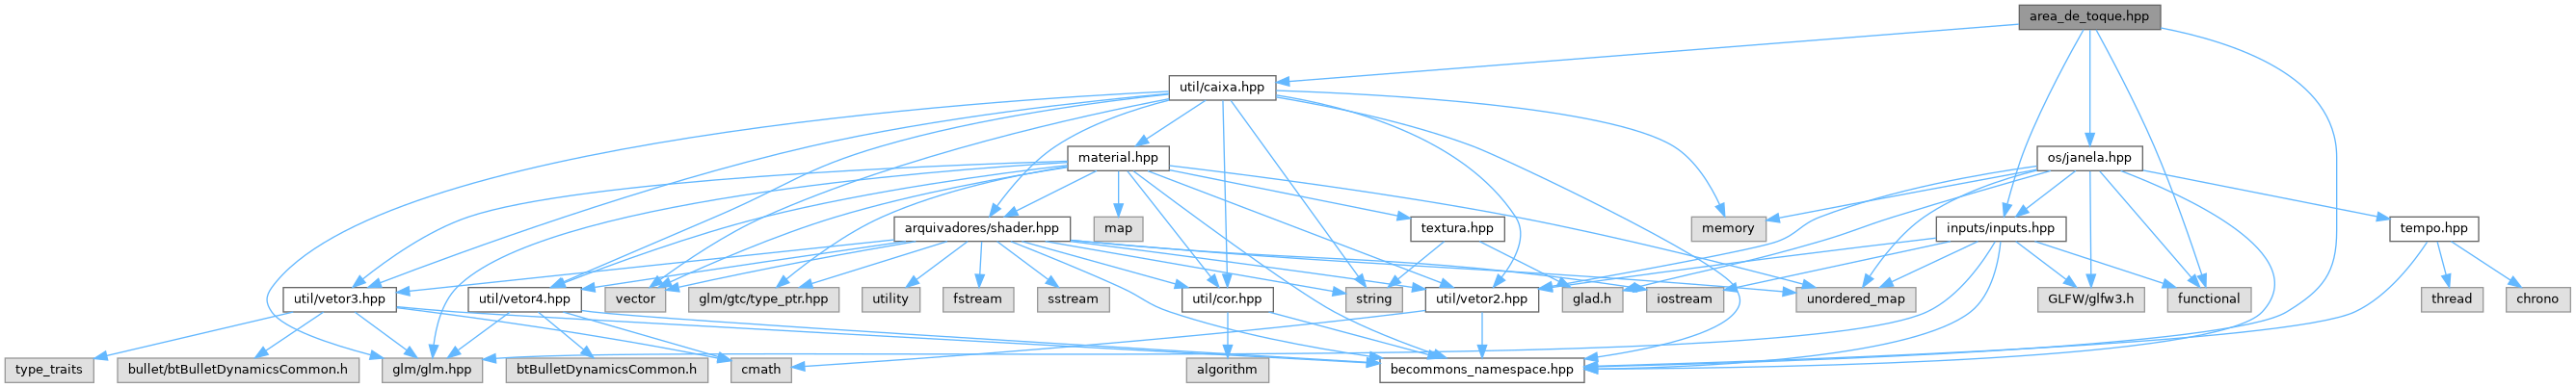 area_de_toque.hpp
util/caixa.hpp
material.hpp
os/janela.hpp
arquivadores/shader.hpp
map
textura.hpp
memory
inputs/inputs.hpp
tempo.hpp
util/vetor3.hpp
util/vetor4.hpp
vector
glm/gtc/type_ptr.hpp
utility
fstream
sstream
util/cor.hpp
string
util/vetor2.hpp
glad.h
iostream
unordered_map
GLFW/glfw3.h
functional
thread
chrono
type_traits
bullet/btBulletDynamicsCommon.h
glm/glm.hpp
btBulletDynamicsCommon.h
cmath
algorithm
becommons_namespace.hpp